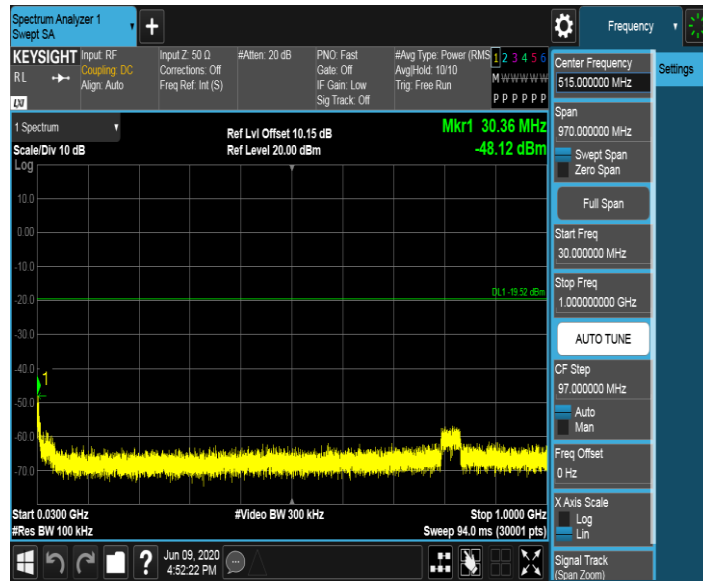 Spectrum Analyzer 1
Swept SA
Frequency
KEYSIGHT
RL
LXI
Input: RF
Coupling: DC
Align: Auto
Input Z: 50 Ω
Corrections: Off
Freq Ref: Int (S)
#Atten: 20 dB
PNO: Fast
Gate: Off
IF Gain: Low
Sig Track: Off
#Avg Type: Power (RMS
Avg|Hold: 10/10
Trig: Free Run
1 2 3 4 5 6
M W W W W W
P P P P P P
Center Frequency
515.000000 MHz
Settings
Span
970.000000 MHz
Swept Span
Zero Span
Full Span
Start Freq
30.000000 MHz
Stop Freq
1.000000000 GHz
AUTO TUNE
CF Step
97.000000 MHz
Auto
Man
Freq Offset
0 Hz
X Axis Scale
Log
Lin
Signal Track
(Span Zoom)
1 Spectrum
Scale/Div 10 dB
Log
Ref Lvl Offset 10.15 dB
Ref Level 20.00 dBm
Mkr1 30.36 MHz
-48.12 dBm
10.0
0.00
-10.0
-20.0
DL1 -19.52 dBm
-30.0
-40.0
1
-50.0
-60.0
-70.0
Start 0.0300 GHz
#Video BW 300 kHz
Stop 1.0000 GHz
#Res BW 100 kHz
Sweep 94.0 ms (30001 pts)
?
Jun 09, 2020
4:52:22 PM